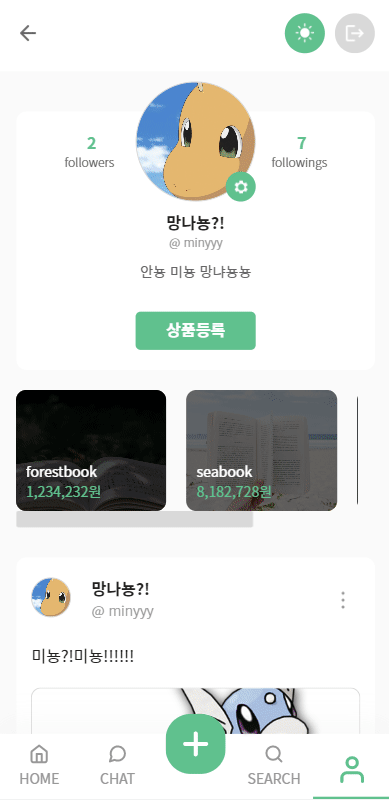 2
followers
7
followings
망나뇽?!
@ minyyy
안뇽 미뇽 망냐뇽뇽
상품등록
forestbook
1,234,232원
seabook
8,182,728원
망나뇽?!
@ minyyy
미뇽?!미뇽!!!!!!
HOME
CHAT
SEARCH